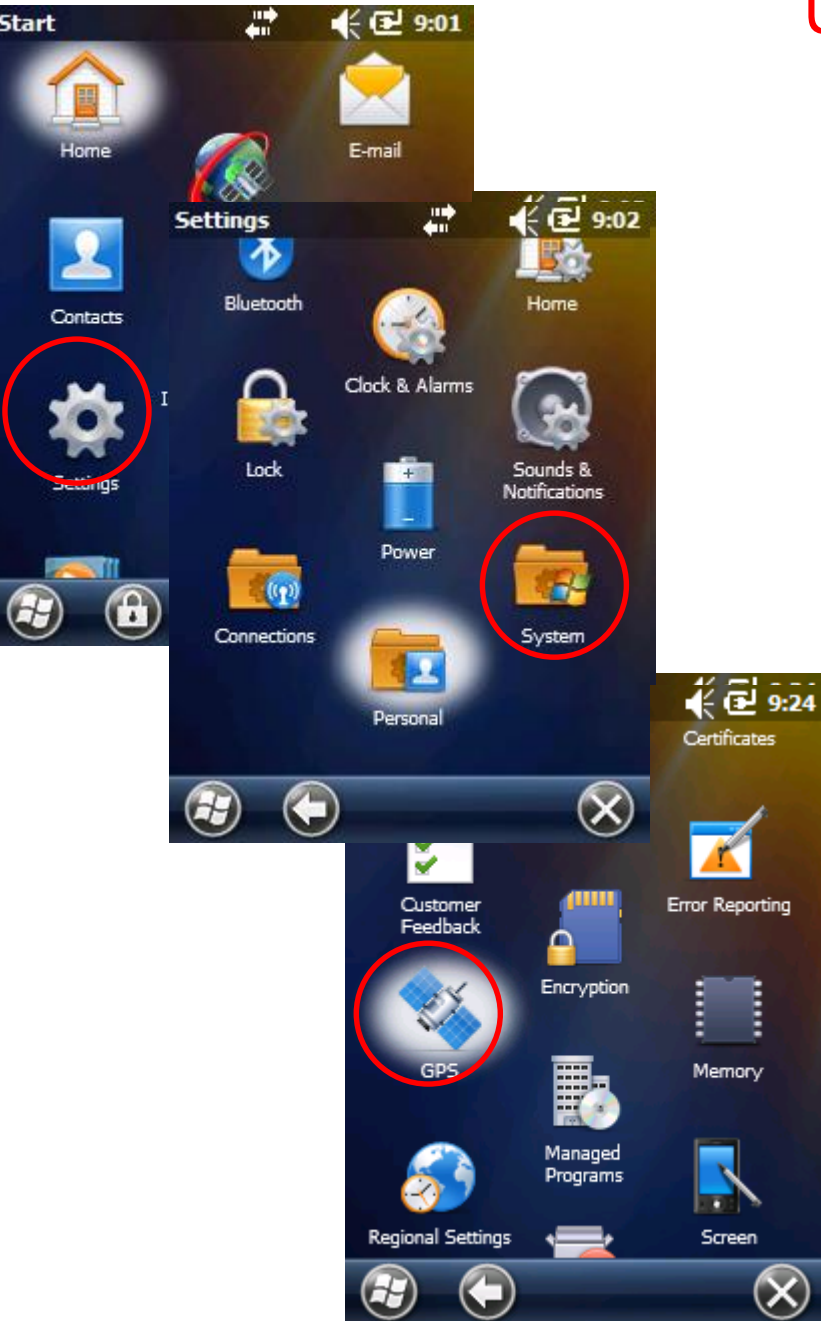 Start 9:01
Home
E-mail
Contacts
Settings
Settings 9:02
Bluetooth
Home
Clock & Alarms
Lock
Sounds &
Notifications
Power
Connections
System
Personal
9:24
Certificates
Customer
Feedback
Error Reporting
Encryption
GPS
Memory
Managed
Programs
Regional Settings
Screen